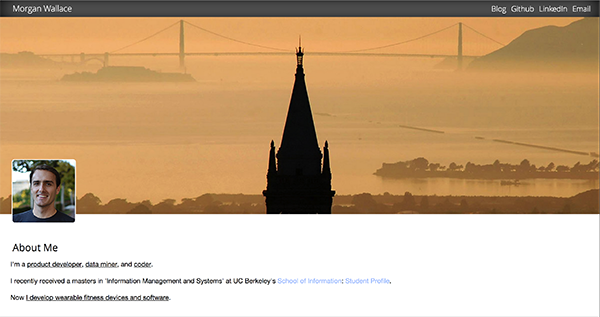 Morgan Wallace Blog Github LinkedIn Email
About Me
I'm a product developer, data miner, and coder.
I recently received a masters in 'Information Management and Systems' at UC Berkeley's School of Information: Student Profile.
Now I develop wearable fitness devices and software.